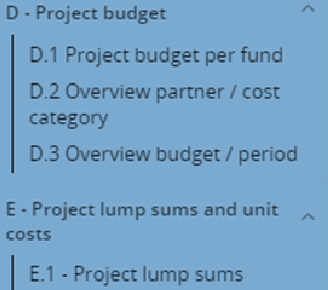 D - Project budget
D.1 Project budget per fund
D.2 Overview partner / cost
category
D.3 Overview budget / period
E - Project lump sums and unit
costs
E.1 - Project lump sums